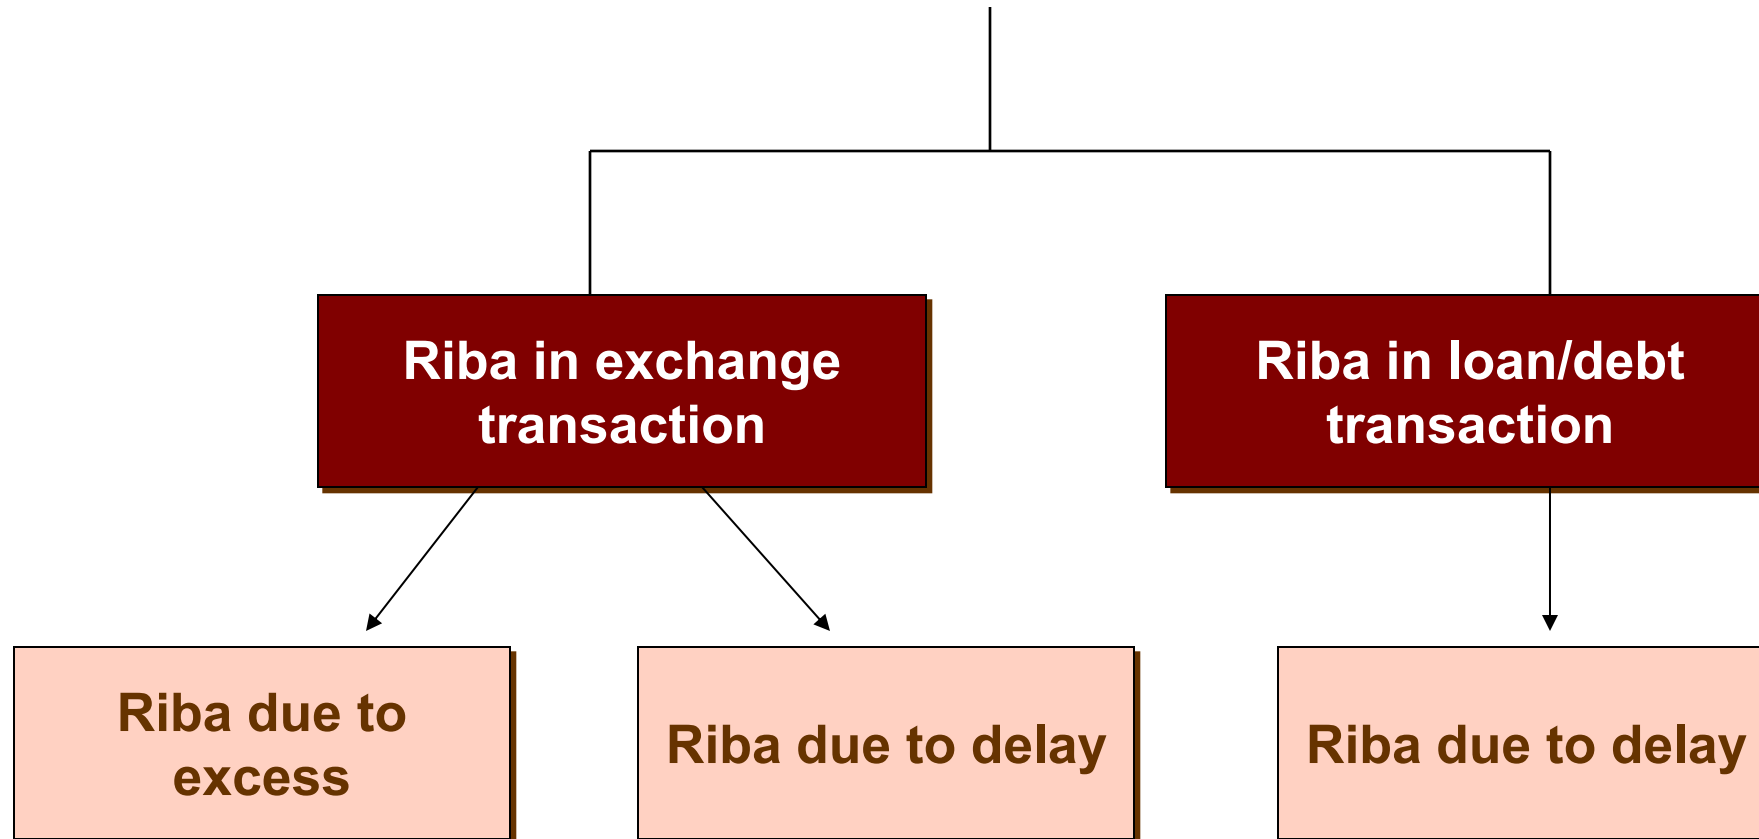 Riba in exchange
transaction
Riba in loan/debt
transaction
Riba due to
excess
Riba due to delay
Riba due to delay